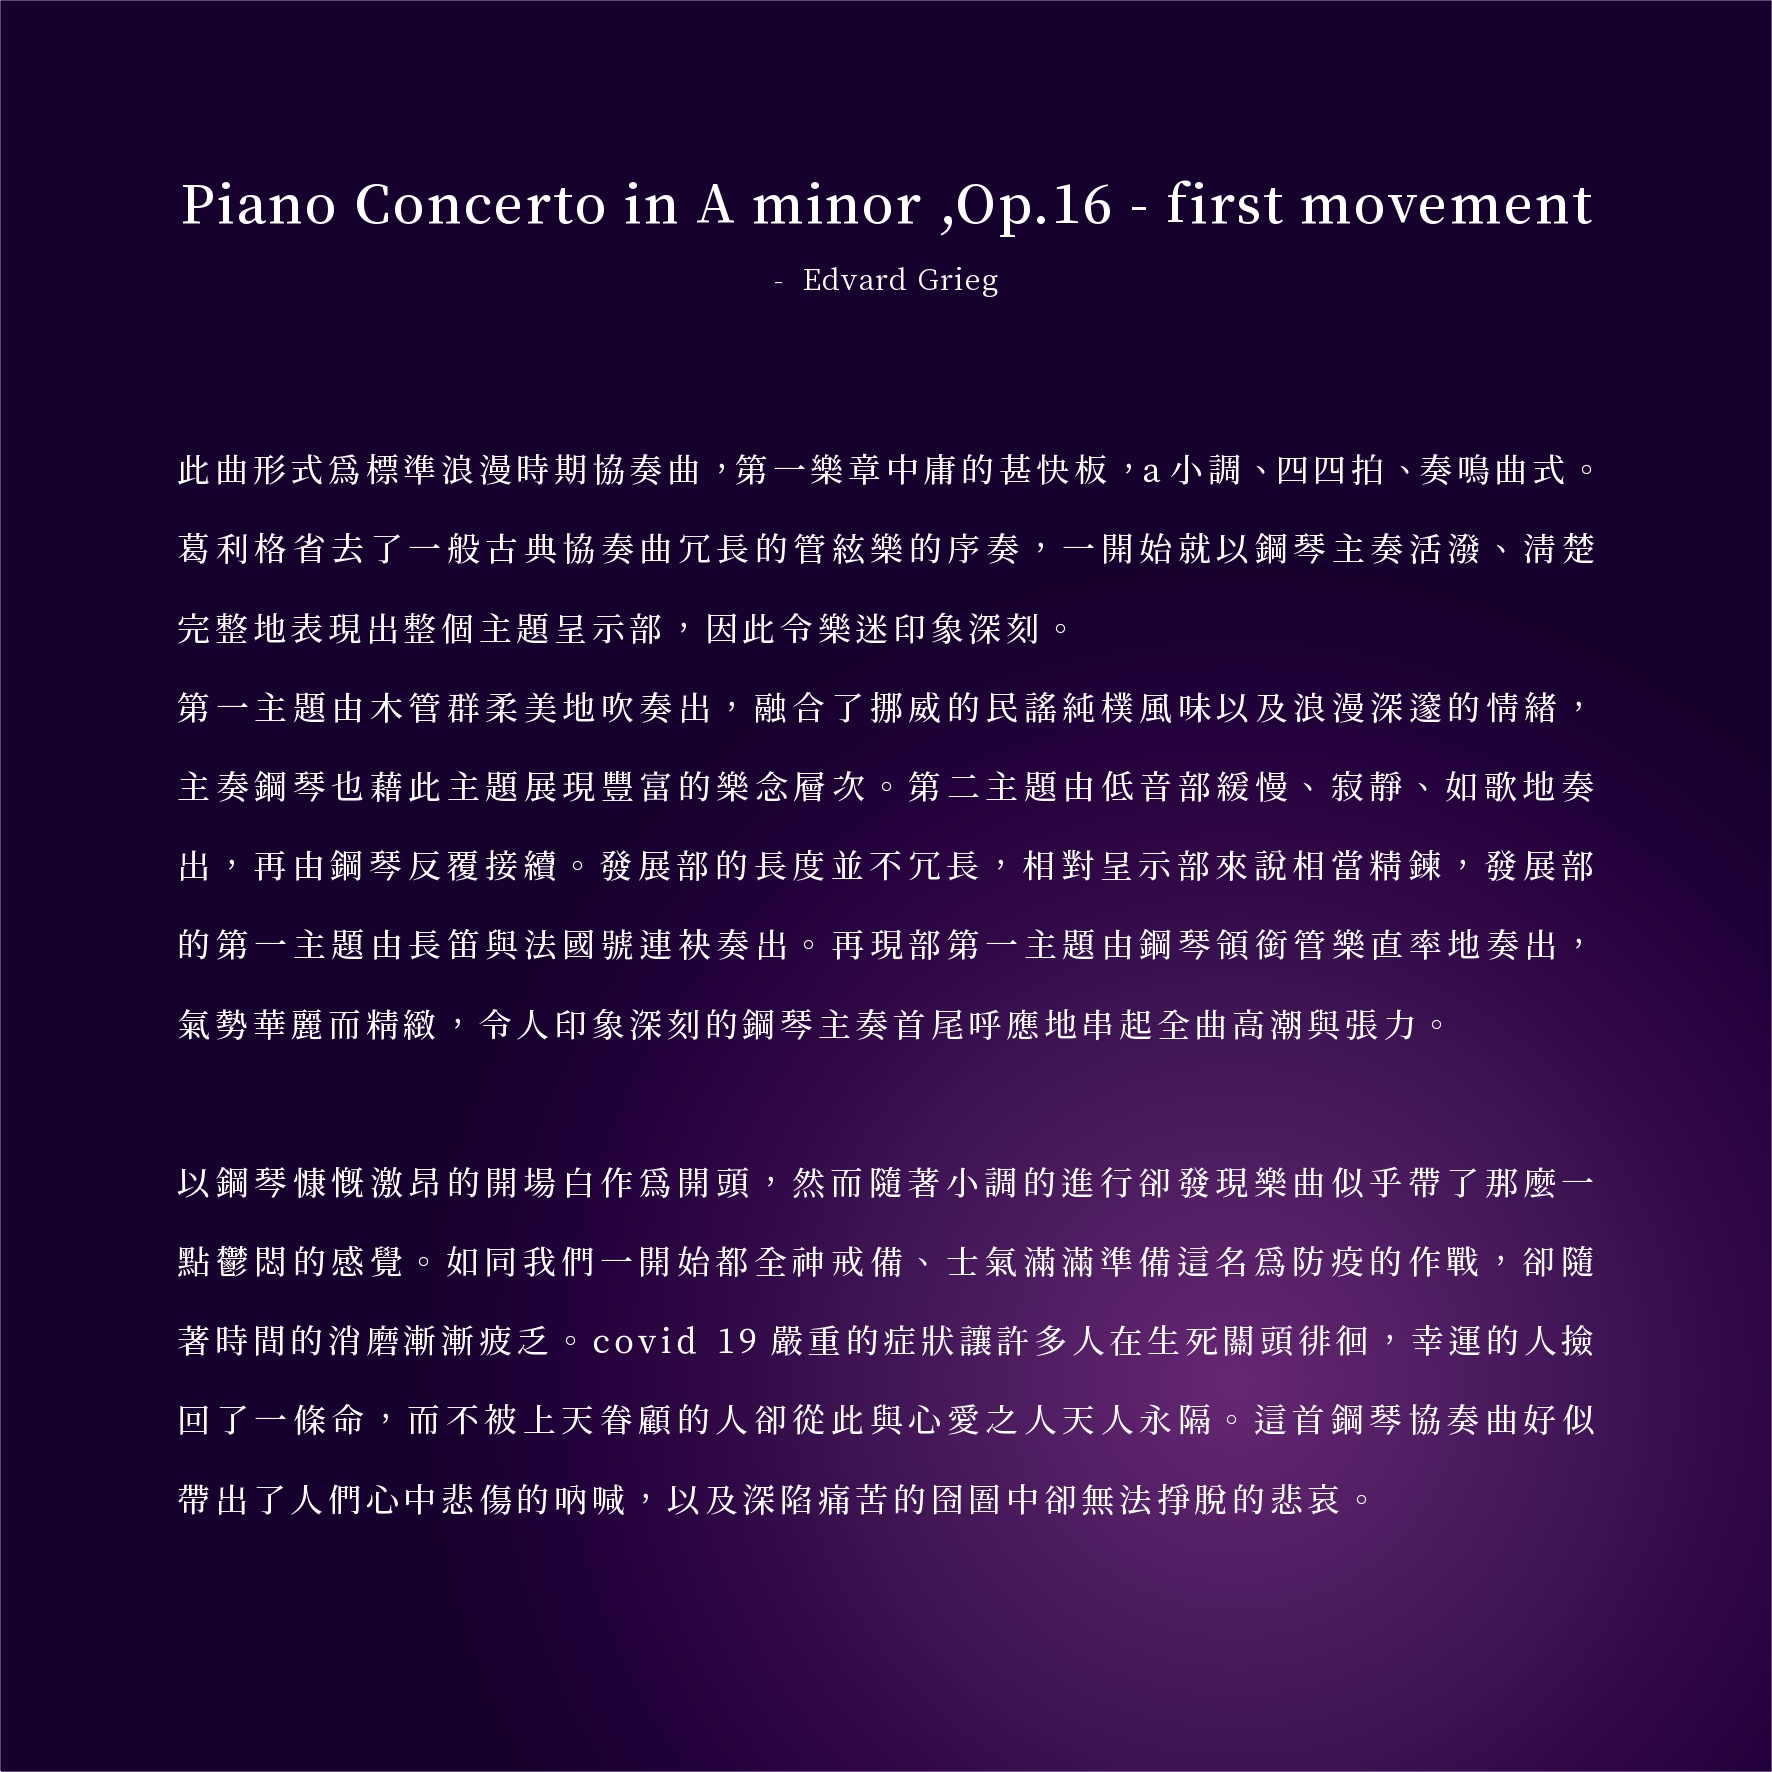 Piano Concerto in A minor ,Op.16 - first movement
- Edvard Grieg
此曲形式爲標準浪漫時期協奏曲，第一樂章中庸的甚快板，a 小調、四四拍、奏鳴曲式。
葛利格省去了一般古典協奏曲冗長的管絃樂的序奏，一開始就以鋼琴主奏活潑、清楚
完整地表現出整個主題呈示部，因此令樂迷印象深刻。
第一主題由木管群柔美地吹奏出，融合了挪威的民謠純樸風味以及浪漫深邃的情緒，
主奏鋼琴也藉此主題展現豐富的樂念層次。第二主題由低音部緩慢、寂靜、如歌地奏
出，再由鋼琴反覆接續。發展部的長度並不冗長，相對呈示部來說相當精鍊，發展部
的第一主題由長笛與法國號連袂奏出。再現部第一主題由鋼琴領銜管樂直率地奏出，
氣勢華麗而精緻，令人印象深刻的鋼琴主奏首尾呼應地串起全曲高潮與張力。
以鋼琴慷慨激昂的開場白作爲開頭，然而隨著小調的進行卻發現樂曲似乎帶了那麼一
點鬱悶的感覺。如同我們一開始都全神戒備、士氣滿滿準備這名爲防疫的作戰，卻隨
著時間的消磨漸漸疲乏。covid 19 嚴重的症狀讓許多人在生死關頭徘徊，幸運的人撿
回了一條命，而不被上天眷顧的人卻從此與心愛之人天人永隔。這首鋼琴協奏曲好似
帶出了人們心中悲傷的吶喊，以及深陷痛苦的囹圄中卻無法掙脫的悲哀。